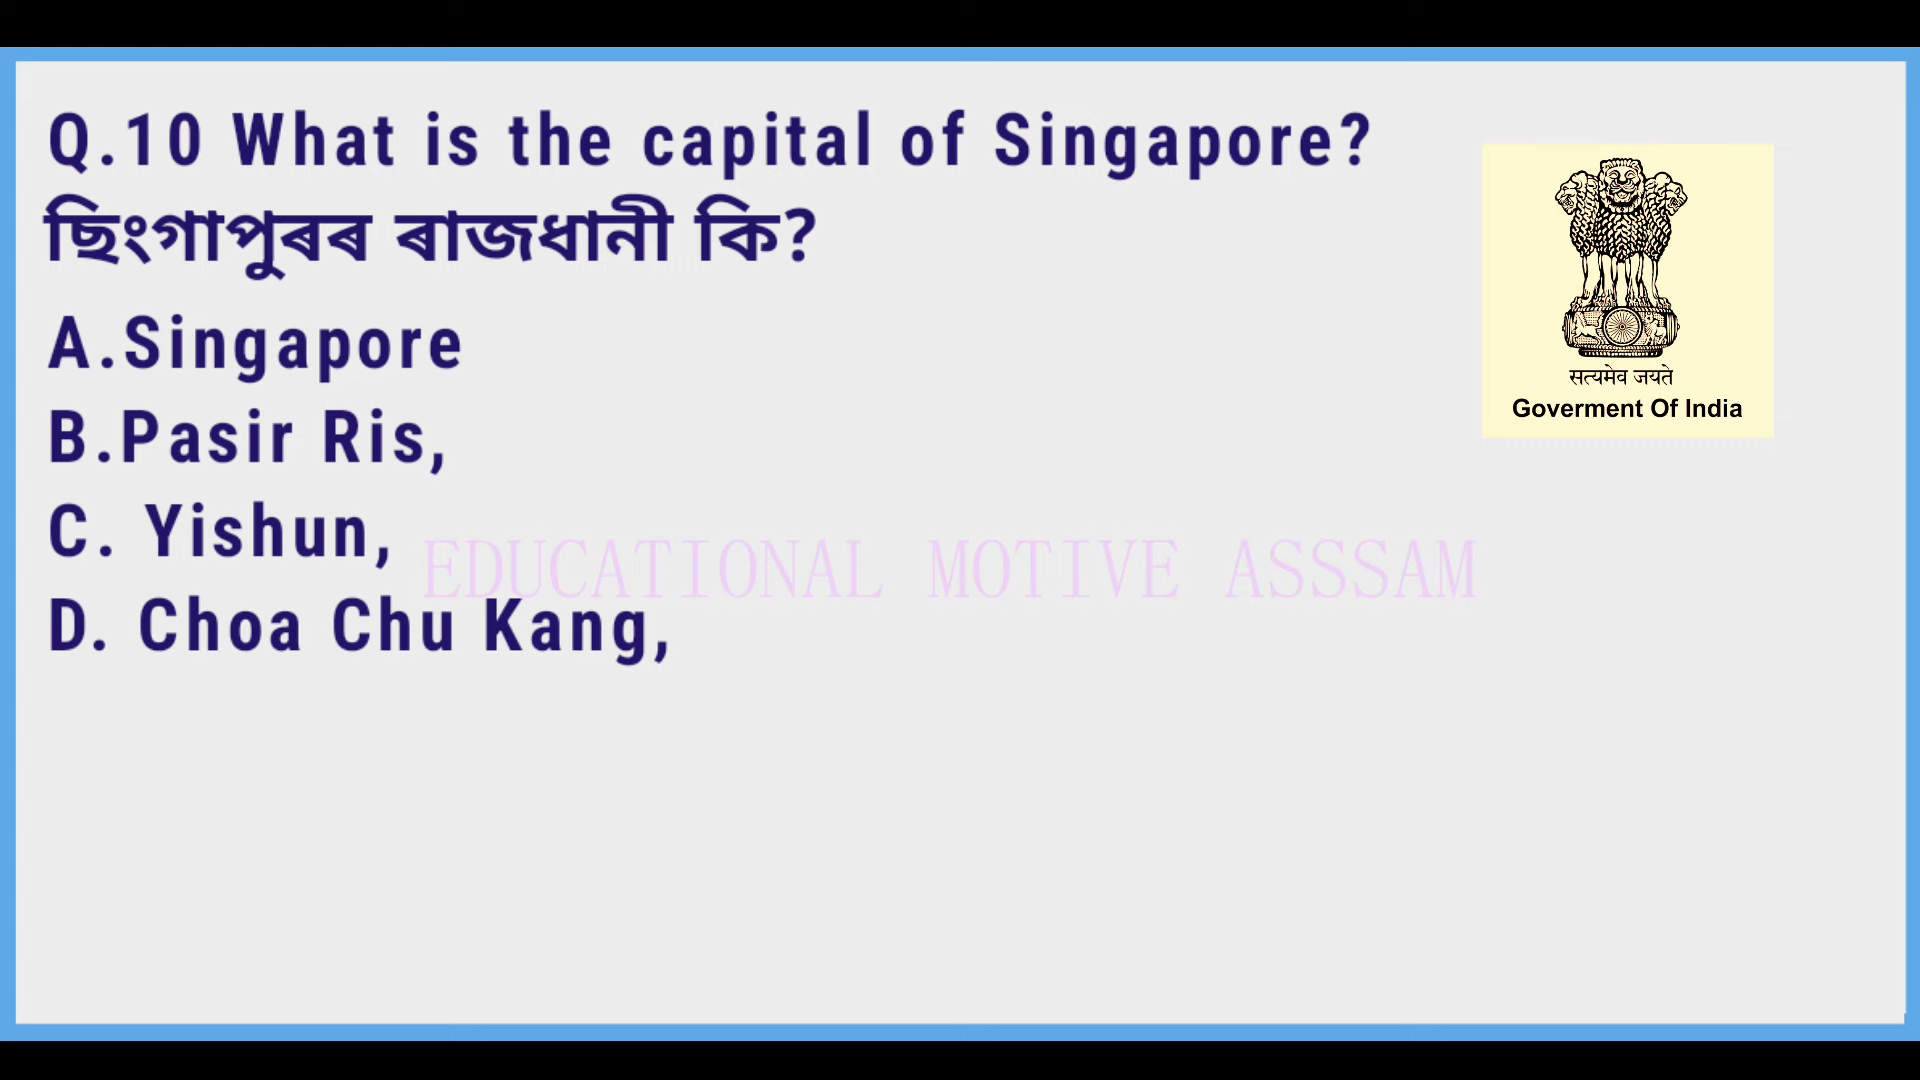 Q.10 What is the capital of Singapore?
ছিংগাপুৰৰ ৰাজধানী কি?
A.Singapore
B.Pasir Ris,
C. Yishun,
D. Choa Chu Kang,
सत्यमेव जयते
Goverment Of India
EDUCATIONAL MOTIVE ASSSAM